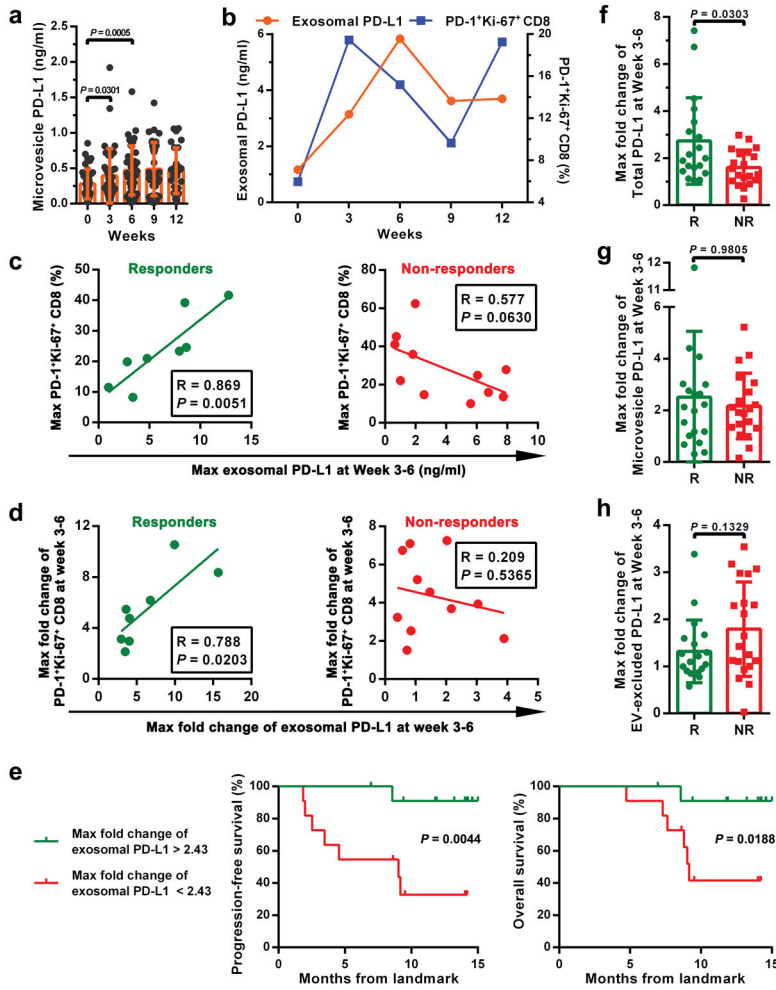 a
Microvesicle PD-L1 (ng/ml)
2.5
2.0
1.5
1.0
0.5
0.0
P = 0.0005
P = 0.0301
0 3 6 9 12
Weeks
b
Exosomal PD-L1
PD-1⁺Ki-67⁺ CD8
Exosomal PD-L1 (ng/ml)
6
4
2
0
20
16
12
8
4
PD-1⁺Ki-67⁺ CD8 (%)
0 3 6 9 12
Weeks
c
Responders
Max PD-1⁺Ki-67⁺ CD8 (%)
50
40
30
20
10
0
R = 0.869
P = 0.0051
0 5 10 15
Non-responders
Max PD-1⁺Ki-67⁺ CD8 (%)
80
60
40
20
0
R = 0.577
P = 0.0630
0 2 4 6 8 10
Max exosomal PD-L1 at Week 3-6 (ng/ml)
d
Responders
Max fold change of
PD-1⁺Ki-67⁺ CD8 at week 3-6
12
8
4
0
R = 0.788
P = 0.0203
0 5 10 15 20
Non-responders
Max fold change of
PD-1⁺Ki-67⁺ CD8 at week 3-6
8
6
4
2
0
R = 0.209
P = 0.5365
0 1 2 3 4 5
Max fold change of exosomal PD-L1 at week 3-6
e
Max fold change of
exosomal PD-L1 > 2.43
Max fold change of
exosomal PD-L1 < 2.43
Progression-free survival (%)
100
80
60
40
20
0
P = 0.0044
0 5 10 15
Months from landmark
Overall survival (%)
100
80
60
40
20
0
P = 0.0188
0 5 10 15
Months from landmark
f
Max fold change of
Total PD-L1 at Week 3-6
8
6
4
2
0
P = 0.0303
R NR
g
Max fold change of
Microvesicle PD-L1 at Week 3-6
12
11
6
4
2
0
P = 0.9805
R NR
h
Max fold change of
EV-excluded PD-L1 at Week 3-6
4
3
2
1
0
P = 0.1329
R NR